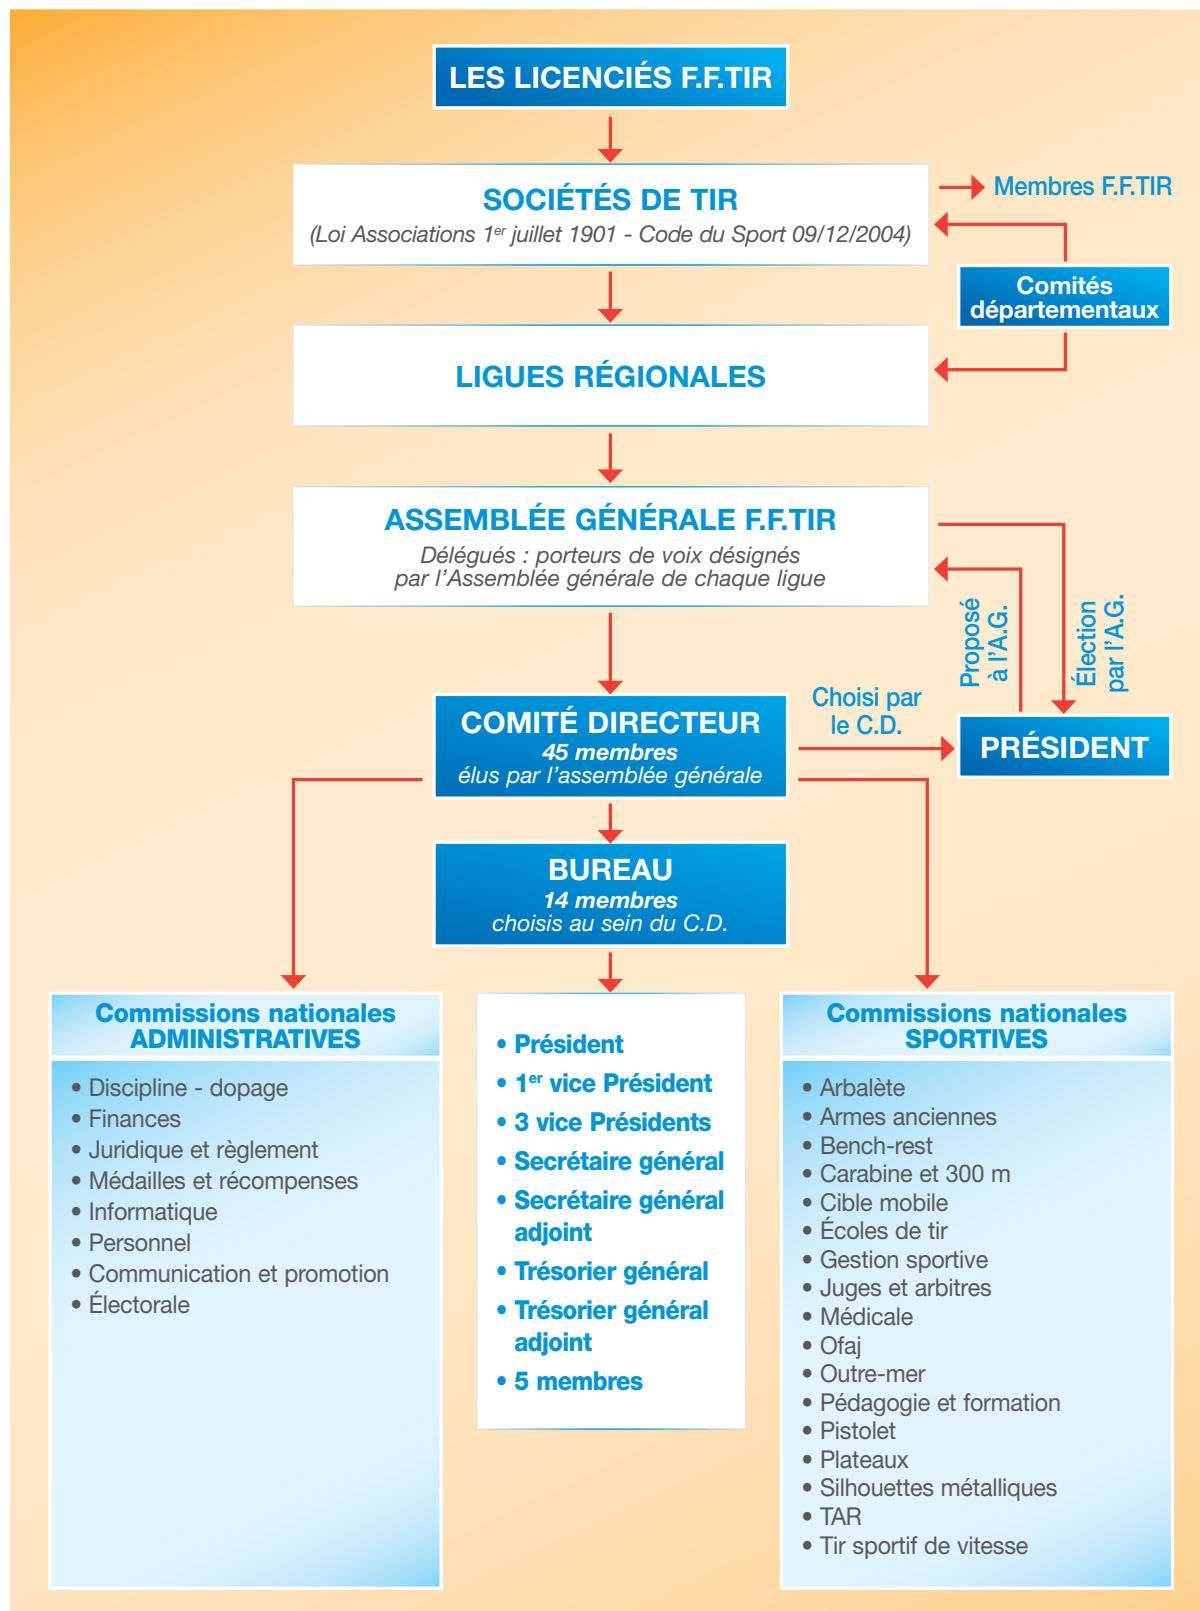 LES LICENCIÉS F.F.TIR
SOCIÉTÉS DE TIR
(Loi Associations 1er juillet 1901 - Code du Sport 09/12/2004)
Membres F.F.TIR
Comités
départementaux
LIGUES RÉGIONALES
ASSEMBLÉE GÉNÉRALE F.F.TIR
Délégués : porteurs de voix désignés
par l'Assemblée générale de chaque ligue
Proposé
à l'A.G.
Élection
par l'A.G.
COMITÉ DIRECTEUR
45 membres
élus par l'assemblée générale
Choisi par
le C.D.
PRÉSIDENT
BUREAU
14 membres
choisis au sein du C.D.
Commissions nationales
ADMINISTRATIVES
• Discipline - dopage
• Finances
• Juridique et règlement
• Médailles et récompenses
• Informatique
• Personnel
• Communication et promotion
• Électorale
• Président
• 1er vice Président
• 3 vice Présidents
• Secrétaire général
• Secrétaire général
adjoint
• Trésorier général
• Trésorier général
adjoint
• 5 membres
Commissions nationales
SPORTIVES
• Arbalète
• Armes anciennes
• Bench-rest
• Carabine et 300 m
• Cible mobile
• Écoles de tir
• Gestion sportive
• Juges et arbitres
• Médicale
• Ofaj
• Outre-mer
• Pédagogie et formation
• Pistolet
• Plateaux
• Silhouettes métalliques
• TAR
• Tir sportif de vitesse